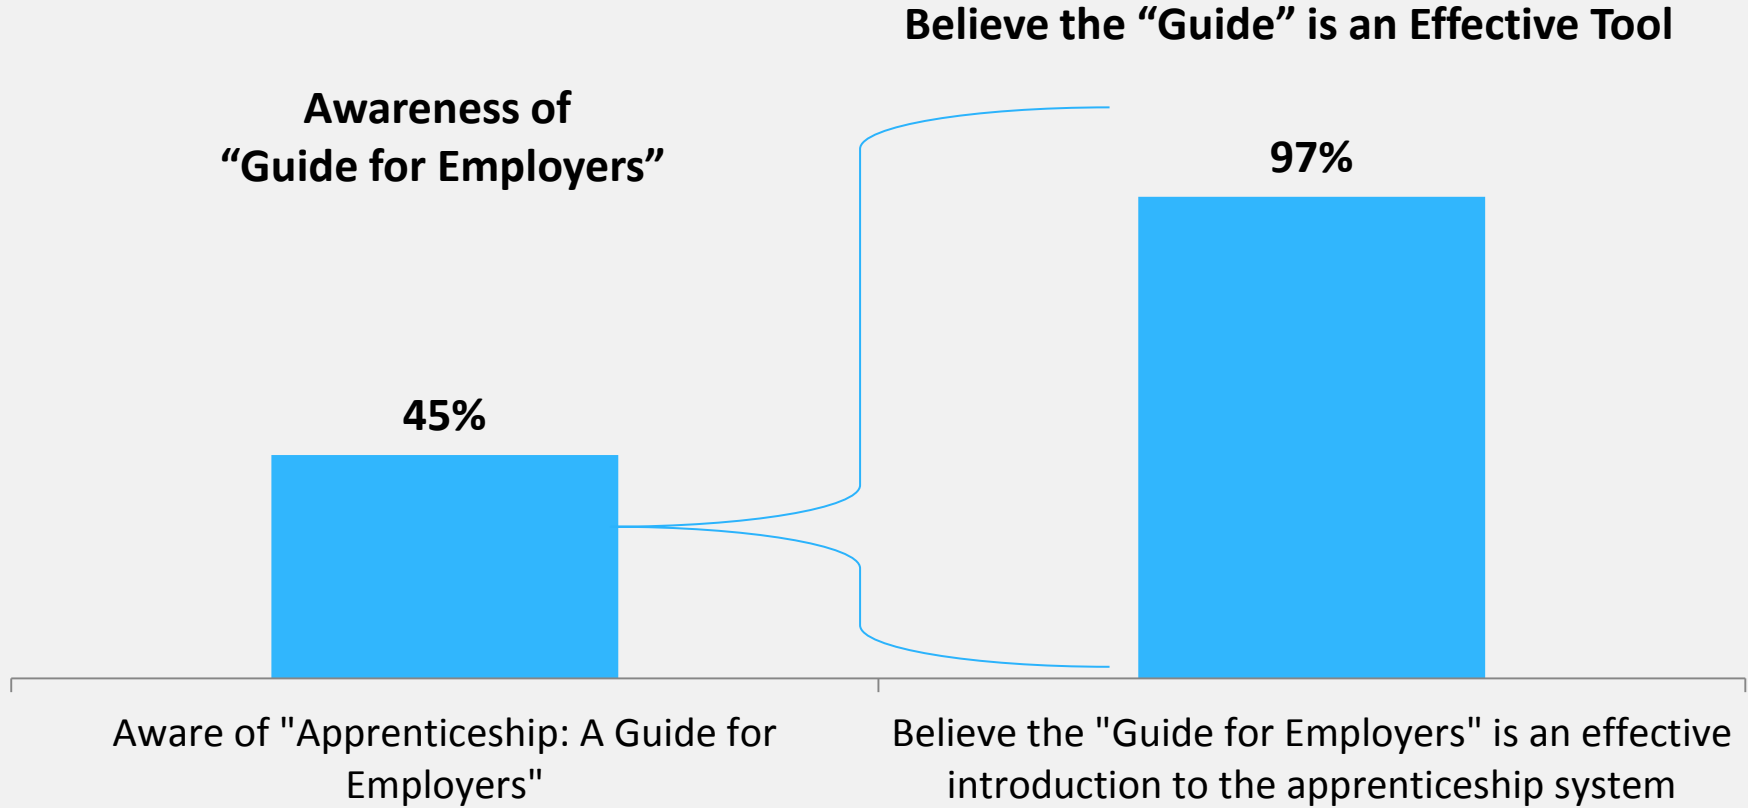 Believe the “Guide” is an Effective Tool
Awareness of
“Guide for Employers”
97%
45%
Aware of "Apprenticeship: A Guide for
Employers"
Believe the "Guide for Employers" is an effective
introduction to the apprenticeship system